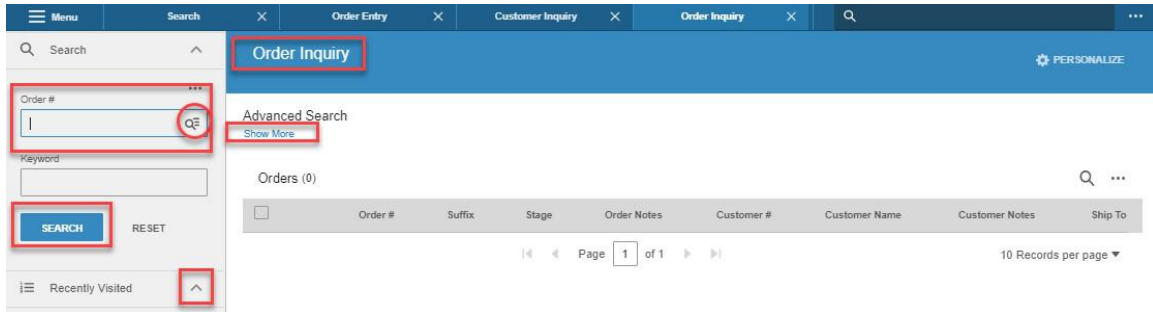 Menu Search Order Entry Customer Inquiry Order Inquiry
Search
Order Inquiry
PERSONALIZE
Order #
Advanced Search
Show More
Keyword
Orders (0)
Order # Suffix Stage Order Notes Customer # Customer Name Customer Notes Ship To
SEARCH RESET
Page 1 of 1
10 Records per page
Recently Visited